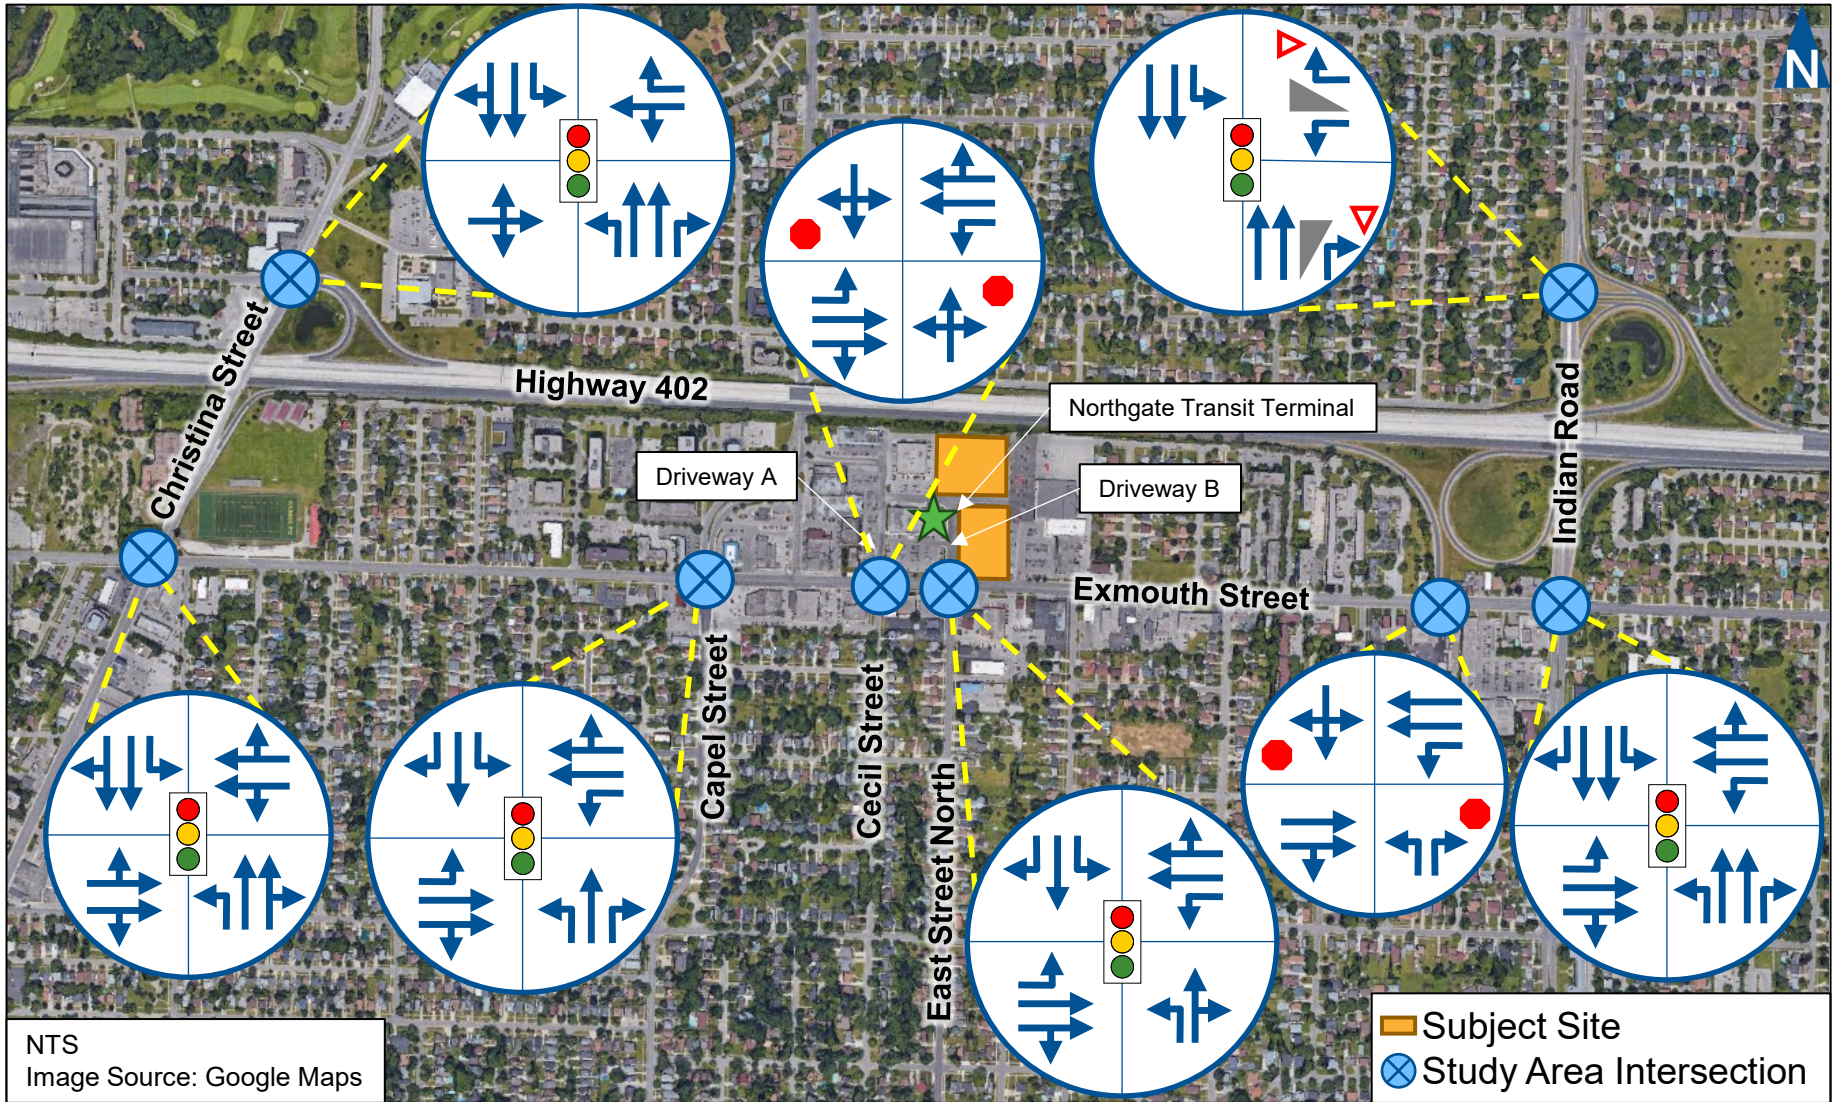 N
Christina Street
Highway 402
Northgate Transit Terminal
Driveway A
Driveway B
Indian Road
Exmouth Street
Capel Street
Cecil Street
East Street North
NTS
Image Source: Google Maps
Subject Site
Study Area Intersection